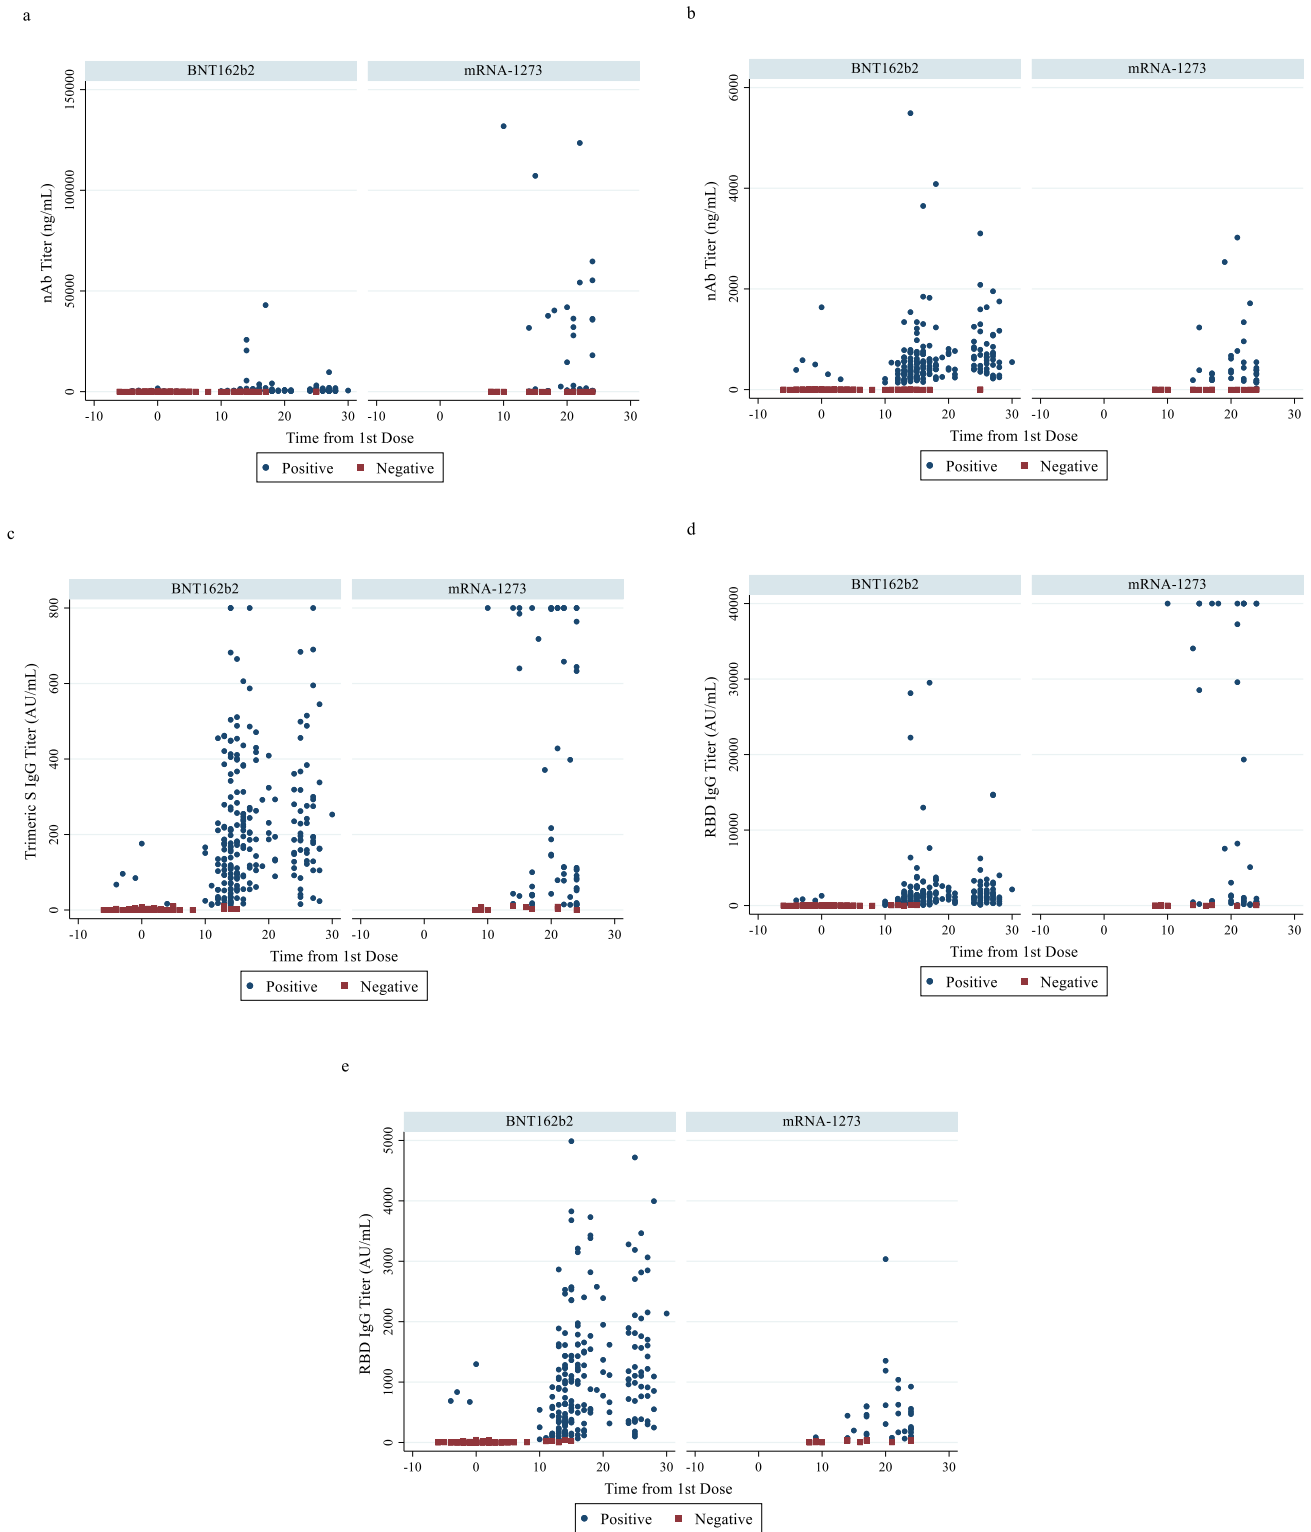 a
BNT162b2 mRNA-1273
nAb Titer (ng/mL)
150000
100000
50000
0
-10 0 10 20 30 -10 0 10 20 30
Time from 1st Dose
Positive Negative
b
BNT162b2 mRNA-1273
nAb Titer (ng/mL)
6000
4000
2000
0
-10 0 10 20 30 -10 0 10 20 30
Time from 1st Dose
Positive Negative
c
BNT162b2 mRNA-1273
Trimeric S IgG Titer (AU/mL)
800
600
400
200
0
-10 0 10 20 30 -10 0 10 20 30
Time from 1st Dose
Positive Negative
d
BNT162b2 mRNA-1273
RBD IgG Titer (AU/mL)
40000
30000
20000
10000
0
-10 0 10 20 30 -10 0 10 20 30
Time from 1st Dose
Positive Negative
e
BNT162b2 mRNA-1273
RBD IgG Titer (AU/mL)
5000
4000
3000
2000
1000
0
-10 0 10 20 30 -10 0 10 20 30
Time from 1st Dose
Positive Negative